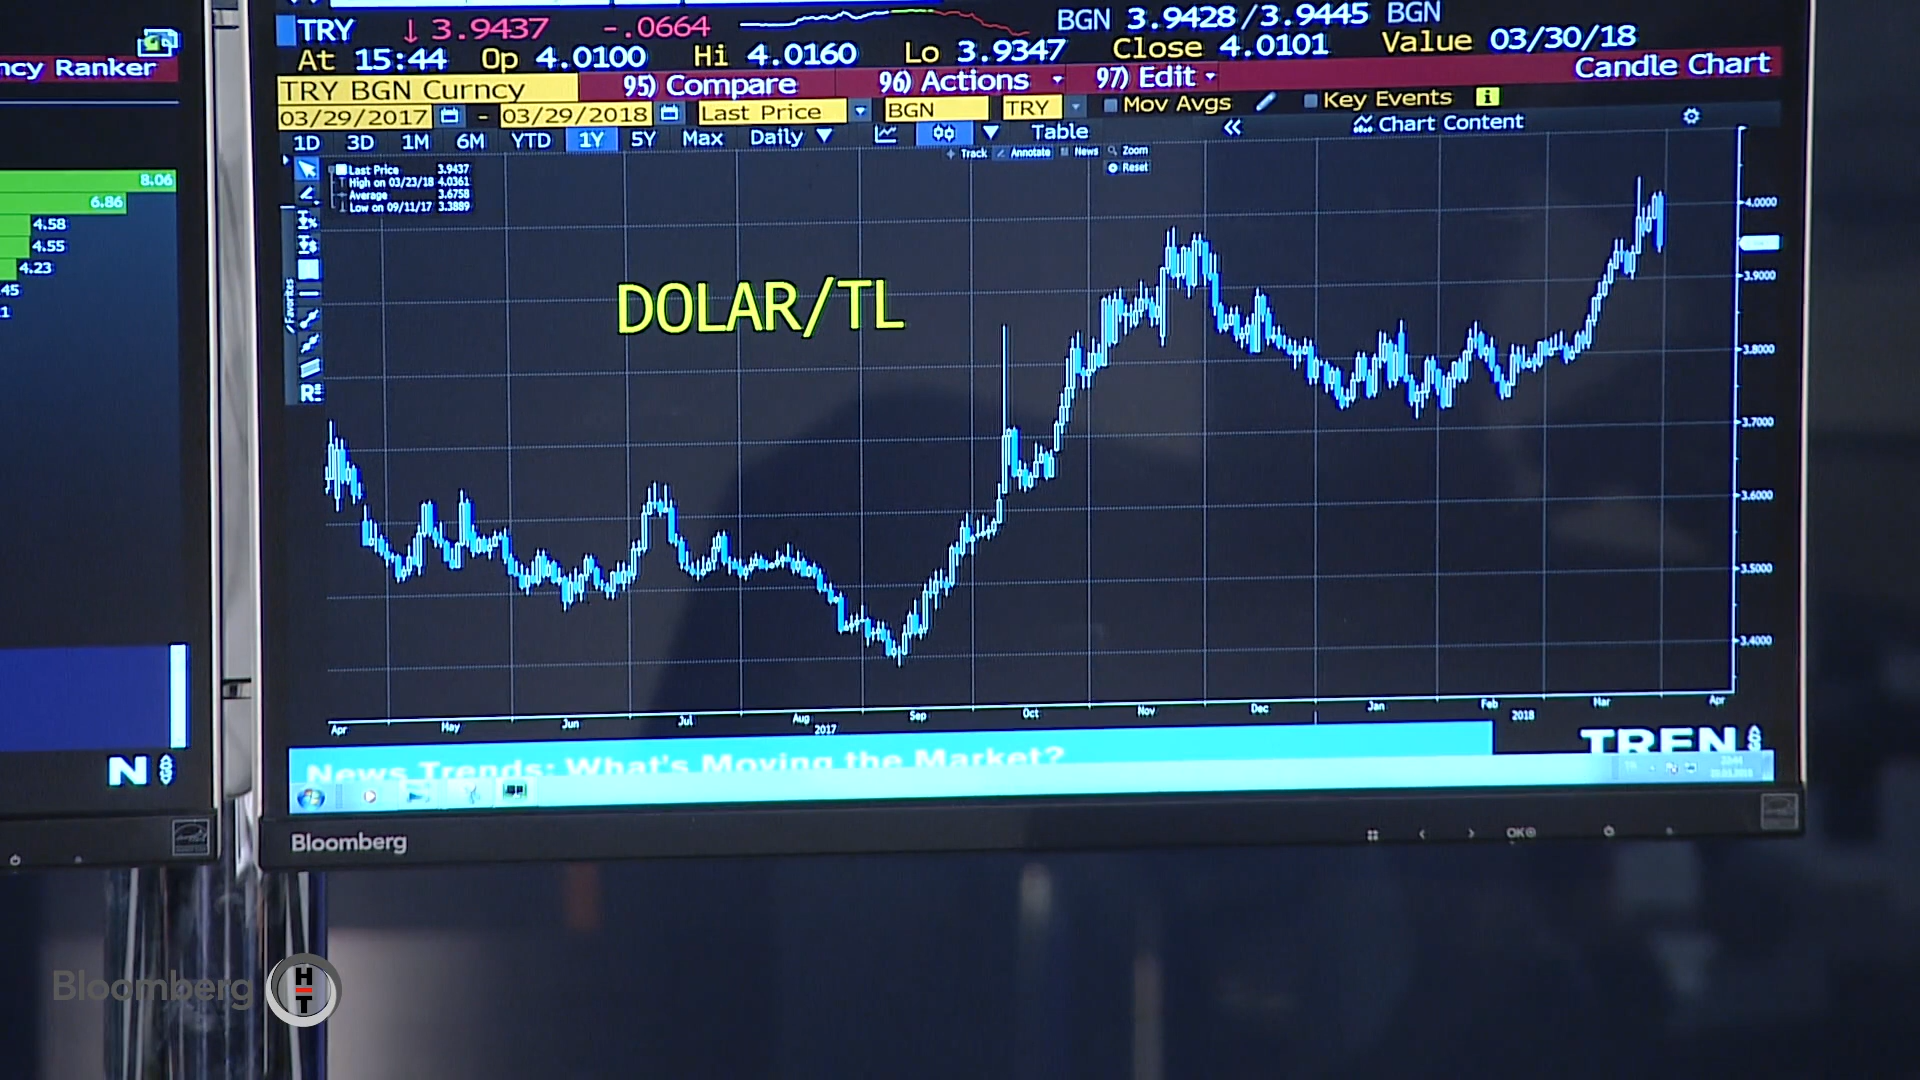 ncy Ranker
8.06
6.86
4.58
4.55
4.23
45
1
N
TRY ↓ 3.9437 -.0664 BGN 3.9428/3.9445 BGN
At 15:44 Op 4.0100 Hi 4.0160 Lo 3.9347 Close 4.0101 Value 03/30/18
TRY BGN Curncy 95) Compare 96) Actions 97) Edit Candle Chart
03/29/2017 - 03/29/2018 Last Price BGN TRY Mov Avgs Key Events i
1D 3D 1M 6M YTD 1Y 5Y Max Daily Table « Chart Content
Track Annotate News Zoom
Reset
Last Price 3.9437
High on 03/23/18 4.0361
Average 3.6758
Low on 09/11/17 3.3889
Favorites
DOLAR/TL
4.0000
3.9000
3.8000
3.7000
3.6000
3.5000
3.4000
Apr May Jun Jul Aug Sep Oct Nov Dec Jan Feb Mar Apr
2017 2018
News Trends: What's Moving the Market?
TREN
Bloomberg
OK
Bloomberg HT